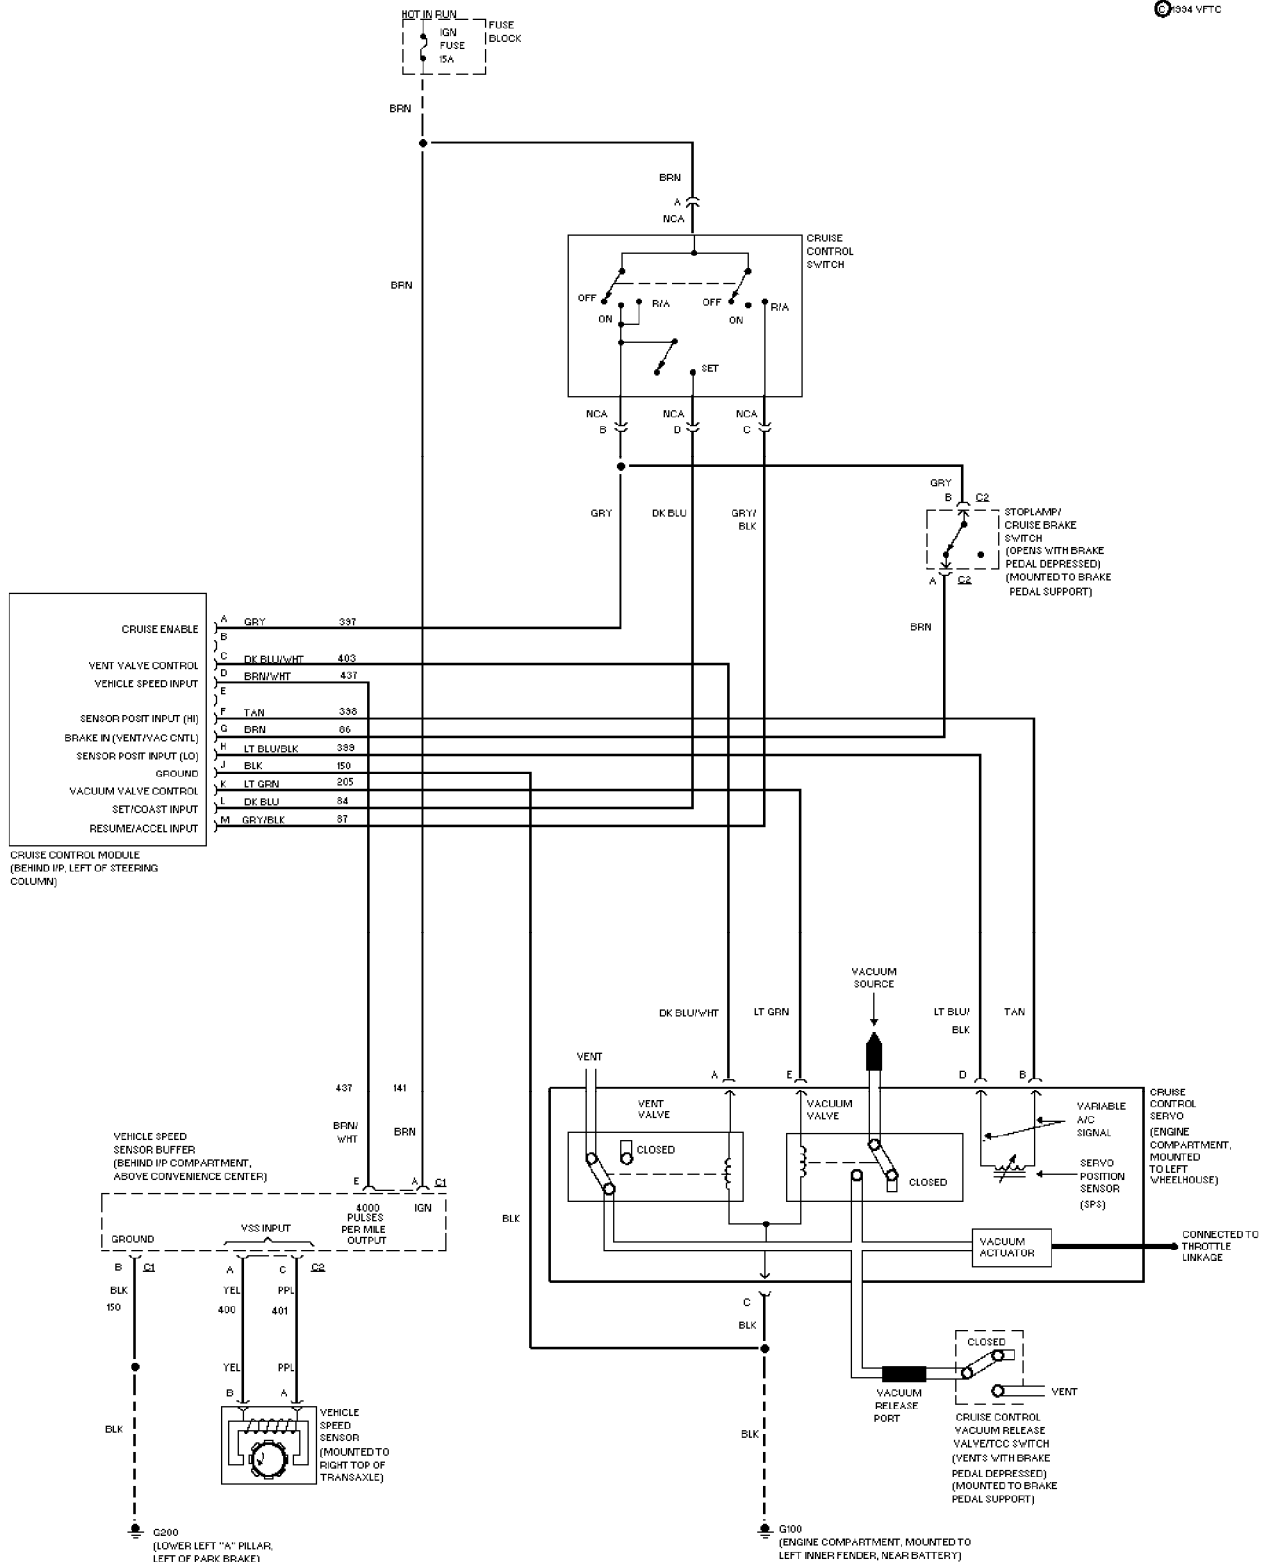 © 1994 VFTC
HOT IN RUN
IGN
FUSE
15A
FUSE
BLOCK
BRN
BRN
A
NCA
BRN
CRUISE
CONTROL
SWITCH
OFF
R/A
ON
OFF
R/A
ON
SET
NCA
B
NCA
D
NCA
C
GRY
DK BLU
GRY/
BLK
GRY
B
C2
STOPLAMP/
CRUISE BRAKE
SWITCH
(OPENS WITH BRAKE
PEDAL DEPRESSED)
(MOUNTED TO BRAKE
PEDAL SUPPORT)
A
C2
BRN
CRUISE ENABLE
A GRY 397
B
VENT VALVE CONTROL
C DK BLU/WHT 403
VEHICLE SPEED INPUT
D BRN/WHT 437
E
SENSOR POSIT INPUT (HI)
F TAN 398
BRAKE IN (VENT/VAC CNTL)
G BRN 86
SENSOR POSIT INPUT (LO)
H LT BLU/BLK 399
GROUND
J BLK 150
VACUUM VALVE CONTROL
K LT GRN 205
SET/COAST INPUT
L DK BLU 84
RESUME/ACCEL INPUT
M GRY/BLK 87
CRUISE CONTROL MODULE
(BEHIND I/P, LEFT OF STEERING
COLUMN)
VACUUM
SOURCE
DK BLU/WHT
LT GRN
LT BLU/
BLK
TAN
VENT
A
E
D
B
VENT
VALVE
VACUUM
VALVE
CLOSED
CLOSED
VARIABLE
A/C
SIGNAL
SERVO
POSITION
SENSOR
(SPS)
CRUISE
CONTROL
SERVO
(ENGINE
COMPARTMENT,
MOUNTED
TO LEFT
WHEELHOUSE)
VACUUM
ACTUATOR
CONNECTED TO
THROTTLE
LINKAGE
437
141
BRN/
WHT
BRN
VEHICLE SPEED
SENSOR BUFFER
(BEHIND I/P COMPARTMENT,
ABOVE CONVENIENCE CENTER)
E
A
C1
4000
PULSES
PER MILE
OUTPUT
IGN
VSS INPUT
GROUND
B
C1
A
C
C2
BLK
150
YEL
400
PPL
401
BLK
C
BLK
YEL
PPL
B
A
BLK
VEHICLE
SPEED
SENSOR
(MOUNTED TO
RIGHT TOP OF
TRANSAXLE)
BLK
CLOSED
VENT
VACUUM
RELEASE
PORT
CRUISE CONTROL
VACUUM RELEASE
VALVE/TCC SWITCH
(VENTS WITH BRAKE
PEDAL DEPRESSED)
(MOUNTED TO BRAKE
PEDAL SUPPORT)
G200
(LOWER LEFT "A" PILLAR,
LEFT OF PARK BRAKE)
G100
(ENGINE COMPARTMENT, MOUNTED TO
LEFT INNER FENDER, NEAR BATTERY)